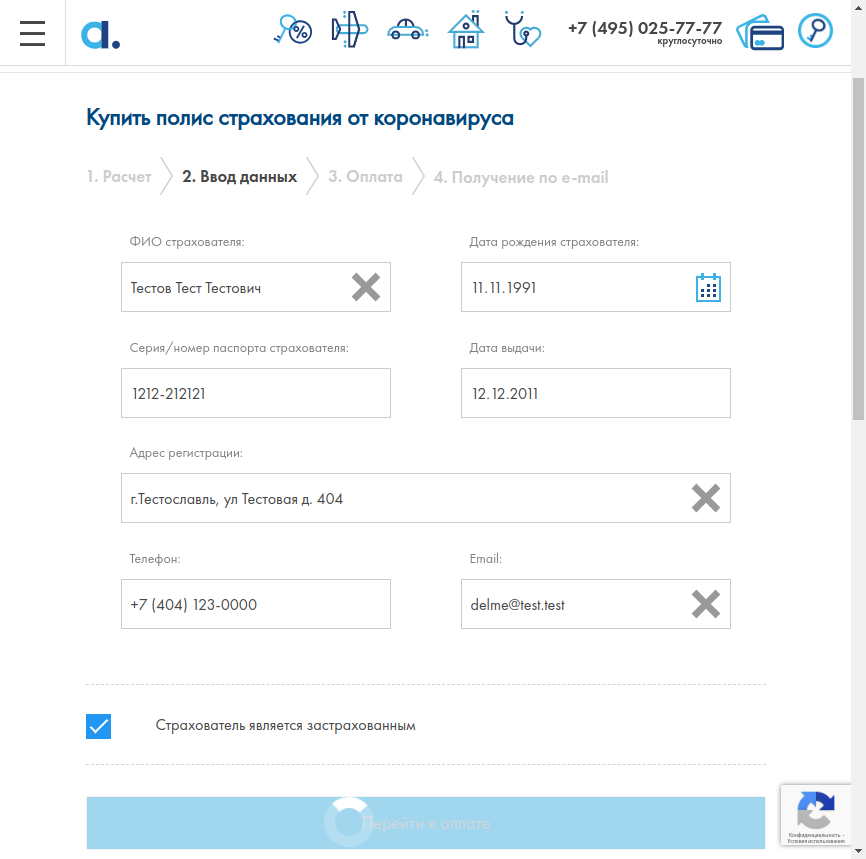 a.
+7 (495) 025-77-77
круглосуточно
Купить полис страхования от коронавируса
1. Расчет 2. Ввод данных 3. Оплата 4. Получение по e-mail
ФИО страхователя: Дата рождения страхователя:
Тестов Тест Тестович 11.11.1991
Серия/номер паспорта страхователя: Дата выдачи:
1212-212121 12.12.2011
Адрес регистрации:
г.Тестославль, ул Тестовая д. 404
Телефон: Email:
+7 (404) 123-0000 delme@test.test
Страхователь является застрахованным
Перейти к оплате
Конфиденциальность -
Условия использования